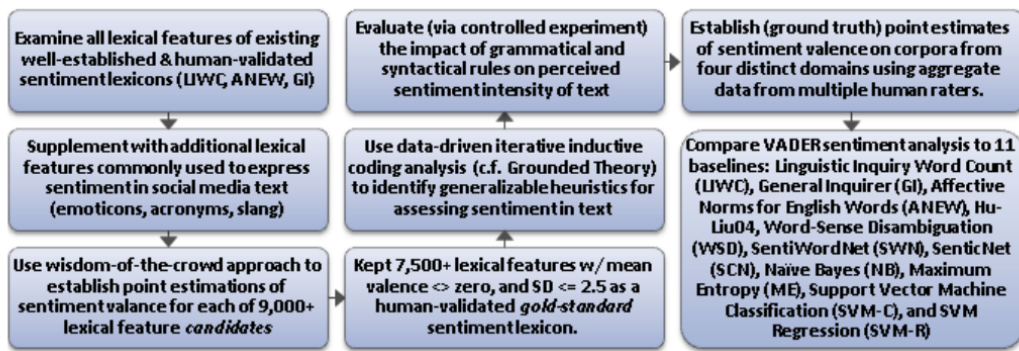 Examine all lexical features of existing
well-established & human-validated
sentiment lexicons (LIWC, ANEW, GI)
Supplement with additional lexical
features commonly used to express
sentiment in social media text
(emoticons, acronyms, slang)
Use wisdom-of-the-crowd approach to
establish point estimations of
sentiment valance for each of 9,000+
lexical feature candidates
Kept 7,500+ lexical features w/ mean
valence <> zero, and SD <= 2.5 as a
human-validated gold-standard
sentiment lexicon.
Use data-driven iterative inductive
coding analysis (c.f. Grounded Theory)
to identify generalizable heuristics for
assessing sentiment in text
Evaluate (via controlled experiment)
the impact of grammatical and
syntactical rules on perceived
sentiment intensity of text
Establish (ground truth) point estimates
of sentiment valence on corpora from
four distinct domains using aggregate
data from multiple human raters.
Compare VADER sentiment analysis to 11
baselines: Linguistic Inquiry Word Count
(LIWC), General Inquirer (GI), Affective
Norms for English Words (ANEW), Hu-
Liu04, Word-Sense Disambiguation
(WSD), SentiWordNet (SWN), SenticNet
(SCN), Naïve Bayes (NB), Maximum
Entropy (ME), Support Vector Machine
Classification (SVM-C), and SVM
Regression (SVM-R)